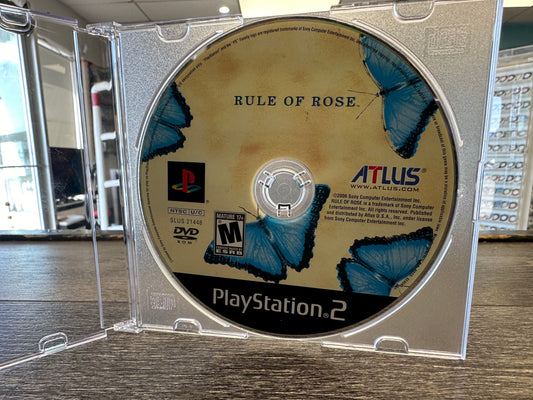 RULE OF ROSE™
ATLUS®
WWW.ATLUS.COM
NTSC U/C
SLUS 21448
DVD
ROM
MATURE 17+
M
ESRB
©2006 Sony Computer Entertainment Inc.
RULE OF ROSE is a trademark of Sony Computer
Entertainment Inc. All rights reserved. Published
and distributed by Atlus U.S.A., Inc. under license
from Sony Computer Entertainment Inc.
PlayStation®2